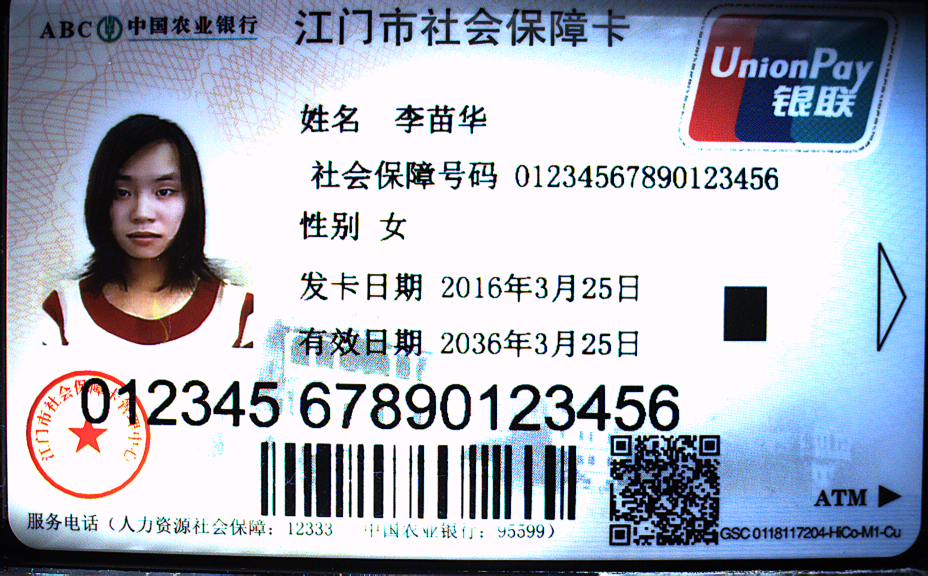 ABC 中国农业银行 江门市社会保障卡
UnionPay
银联
姓名 李苗华
社会保障号码 01234567890123456
性别 女
发卡日期 2016年3月25日
有效日期 2036年3月25日
012345 67890123456
江门市社会保障卡
中心
ATM
服务电话（人力资源社会保障：12333 中国农业银行：95599）
GSC 0118117204-HiCo-M1-Cu